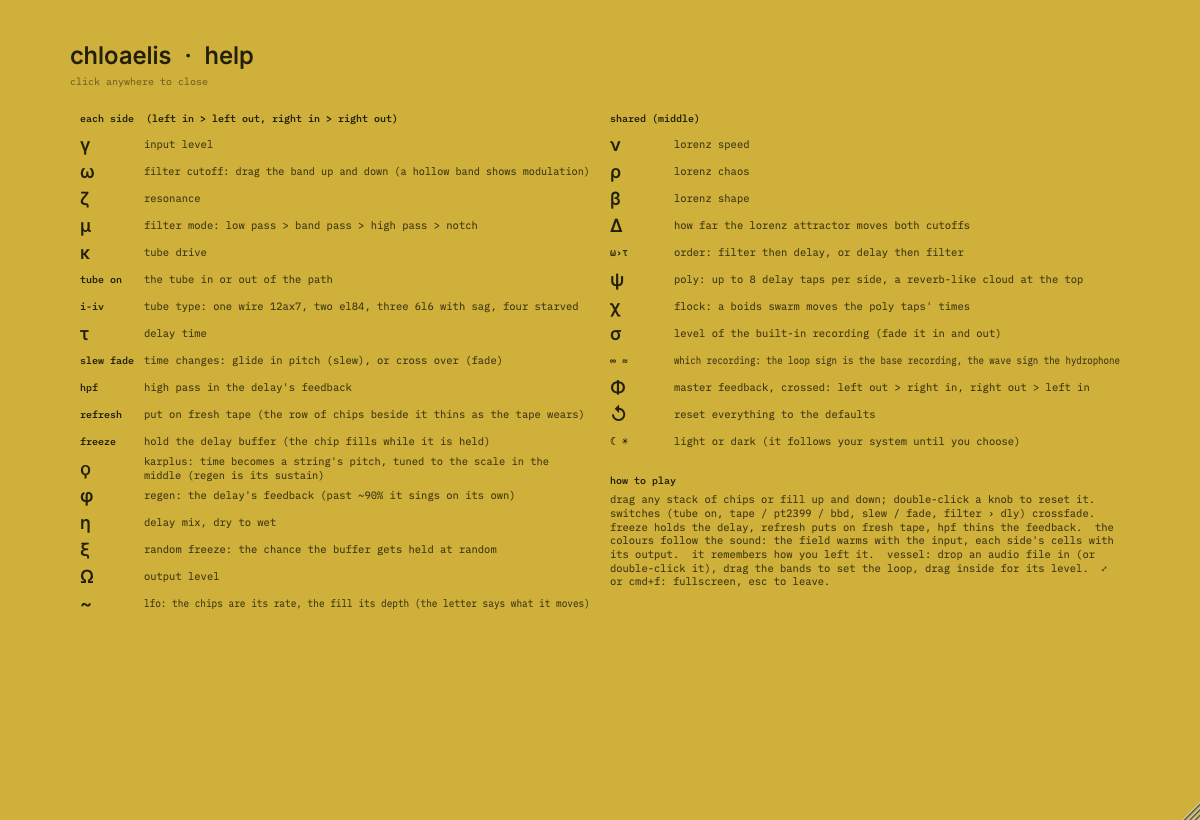 chloaelis · help
click anywhere to close
each side (left in > left out, right in > right out)
γ input level
ω filter cutoff: drag the band up and down (a hollow band shows modulation)
ζ resonance
μ filter mode: low pass > band pass > high pass > notch
κ tube drive
tube on the tube in or out of the path
i-iv tube type: one wire 12ax7, two el84, three 6l6 with sag, four starved
τ delay time
slew fade time changes: glide in pitch (slew), or cross over (fade)
hpf high pass in the delay's feedback
refresh put on fresh tape (the row of chips beside it thins as the tape wears)
freeze hold the delay buffer (the chip fills while it is held)
ϙ karplus: time becomes a string's pitch, tuned to the scale in the
middle (regen is its sustain)
φ regen: the delay's feedback (past ~90% it sings on its own)
η delay mix, dry to wet
ξ random freeze: the chance the buffer gets held at random
Ω output level
~ lfo: the chips are its rate, the fill its depth (the letter says what it moves)
shared (middle)
ν lorenz speed
ρ lorenz chaos
β lorenz shape
Δ how far the lorenz attractor moves both cutoffs
ω›τ order: filter then delay, or delay then filter
ψ poly: up to 8 delay taps per side, a reverb-like cloud at the top
χ flock: a boids swarm moves the poly taps' times
σ level of the built-in recording (fade it in and out)
∞ ≈ which recording: the loop sign is the base recording, the wave sign the hydrophone
Φ master feedback, crossed: left out > right in, right out > left in
↺ reset everything to the defaults
☾ ☀ light or dark (it follows your system until you choose)
how to play
drag any stack of chips or fill up and down; double-click a knob to reset it.
switches (tube on, tape / pt2399 / bbd, slew / fade, filter › dly) crossfade.
freeze holds the delay, refresh puts on fresh tape, hpf thins the feedback. the
colours follow the sound: the field warms with the input, each side's cells with
its output. it remembers how you left it. vessel: drop an audio file in (or
double-click it), drag the bands to set the loop, drag inside for its level. ⤢
or cmd+f: fullscreen, esc to leave.